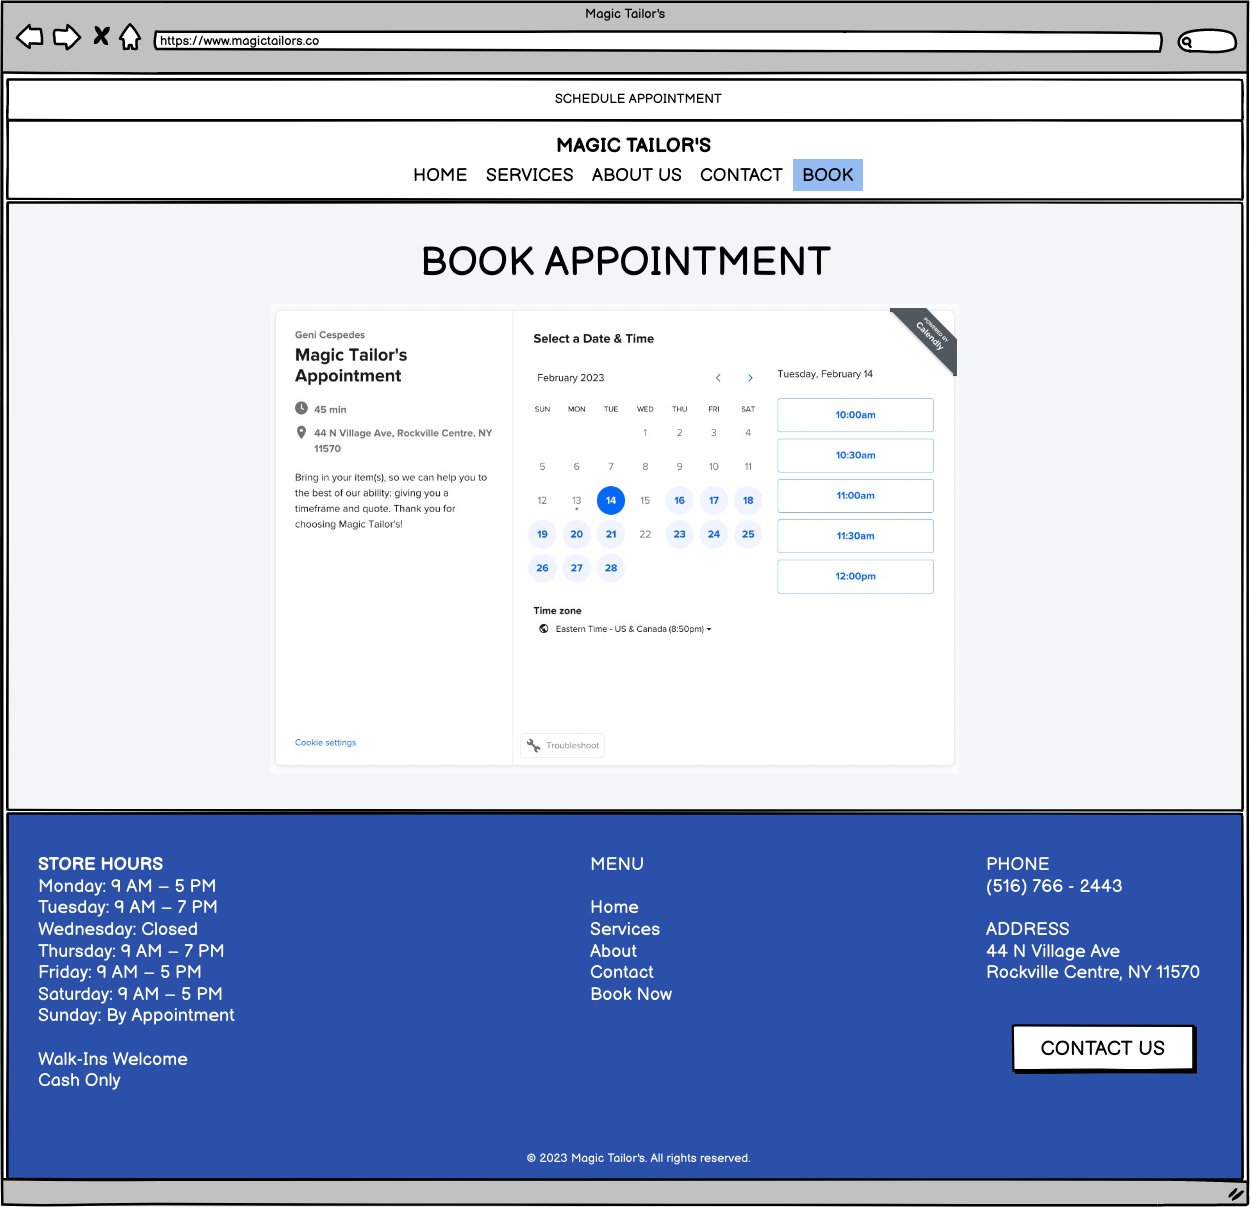 Magic Tailor's
https://www.magictailors.co
SCHEDULE APPOINTMENT
MAGIC TAILOR'S
HOME SERVICES ABOUT US CONTACT BOOK
BOOK APPOINTMENT
Geni Cespedes
Magic Tailor's
Appointment
45 min
44 N Village Ave, Rockville Centre, NY
11570
Bring in your item(s), so we can help you to
the best of our ability: giving you a
timeframe and quote. Thank you for
choosing Magic Tailor's!
Cookie settings
Select a Date & Time
POWERED BY
Calendly
February 2023
SUN MON TUE WED THU FRI SAT
1 2 3 4
5 6 7 8 9 10 11
12 13 14 15 16 17 18
19 20 21 22 23 24 25
26 27 28
Time zone
Eastern Time - US & Canada (8:50pm)
Troubleshoot
Tuesday, February 14
10:00am
10:30am
11:00am
11:30am
12:00pm
STORE HOURS
Monday: 9 AM – 5 PM
Tuesday: 9 AM – 7 PM
Wednesday: Closed
Thursday: 9 AM – 7 PM
Friday: 9 AM – 5 PM
Saturday: 9 AM – 5 PM
Sunday: By Appointment
Walk-Ins Welcome
Cash Only
MENU
Home
Services
About
Contact
Book Now
PHONE
(516) 766 - 2443
ADDRESS
44 N Village Ave
Rockville Centre, NY 11570
CONTACT US
© 2023 Magic Tailor's. All rights reserved.